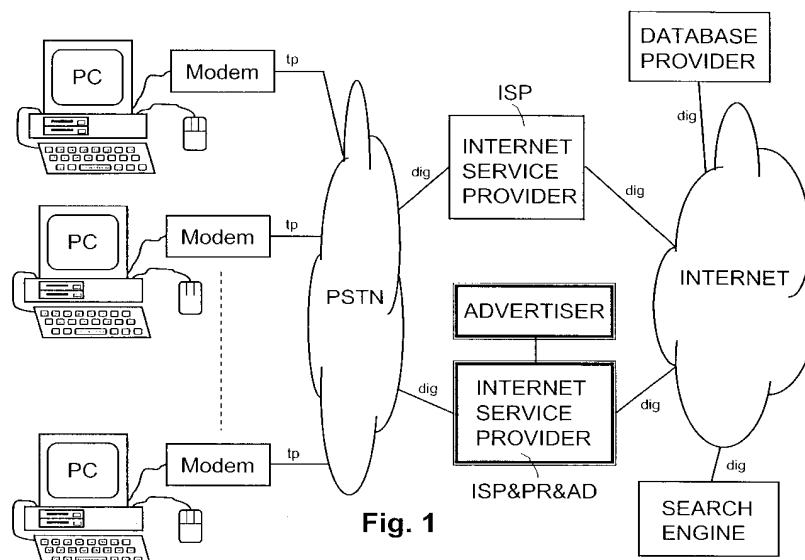 PC
Modem
tp
PC
Modem
tp
PC
Modem
tp
PSTN
dig
ISP
INTERNET
SERVICE
PROVIDER
dig
ADVERTISER
dig
INTERNET
SERVICE
PROVIDER
dig
ISP&PR&AD
DATABASE
PROVIDER
dig
INTERNET
dig
SEARCH
ENGINE
Fig. 1